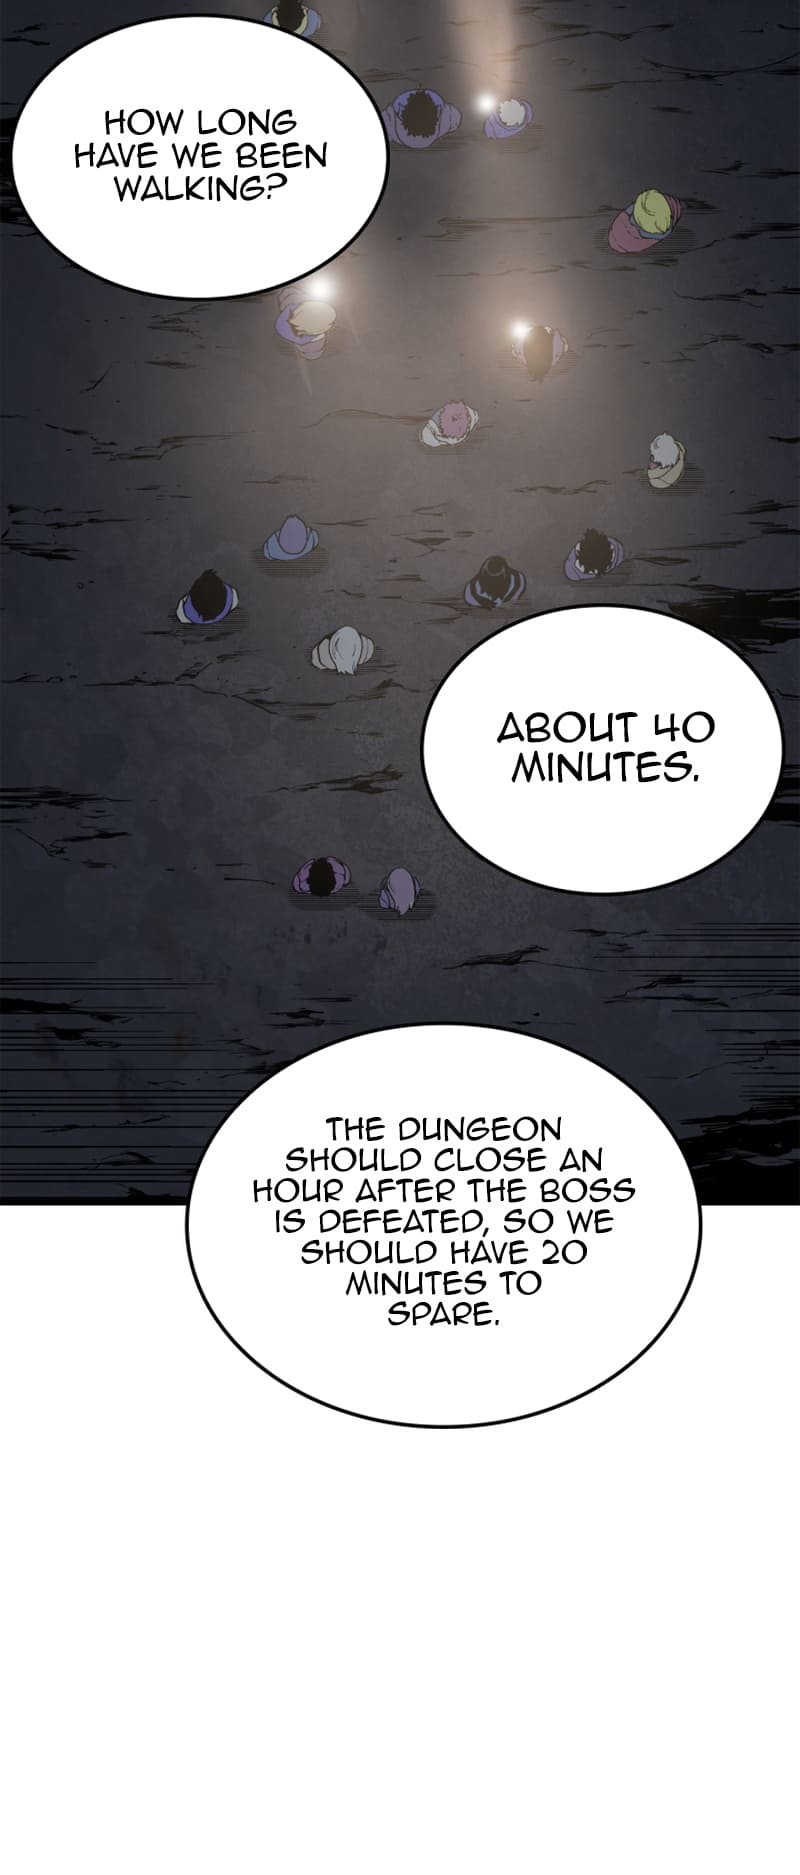 HOW LONG
HAVE WE BEEN
WALKING?
ABOUT 40
MINUTES.
THE DUNGEON
SHOULD CLOSE AN
HOUR AFTER THE BOSS
IS DEFEATED, SO WE
SHOULD HAVE 20
MINUTES TO
SPARE.